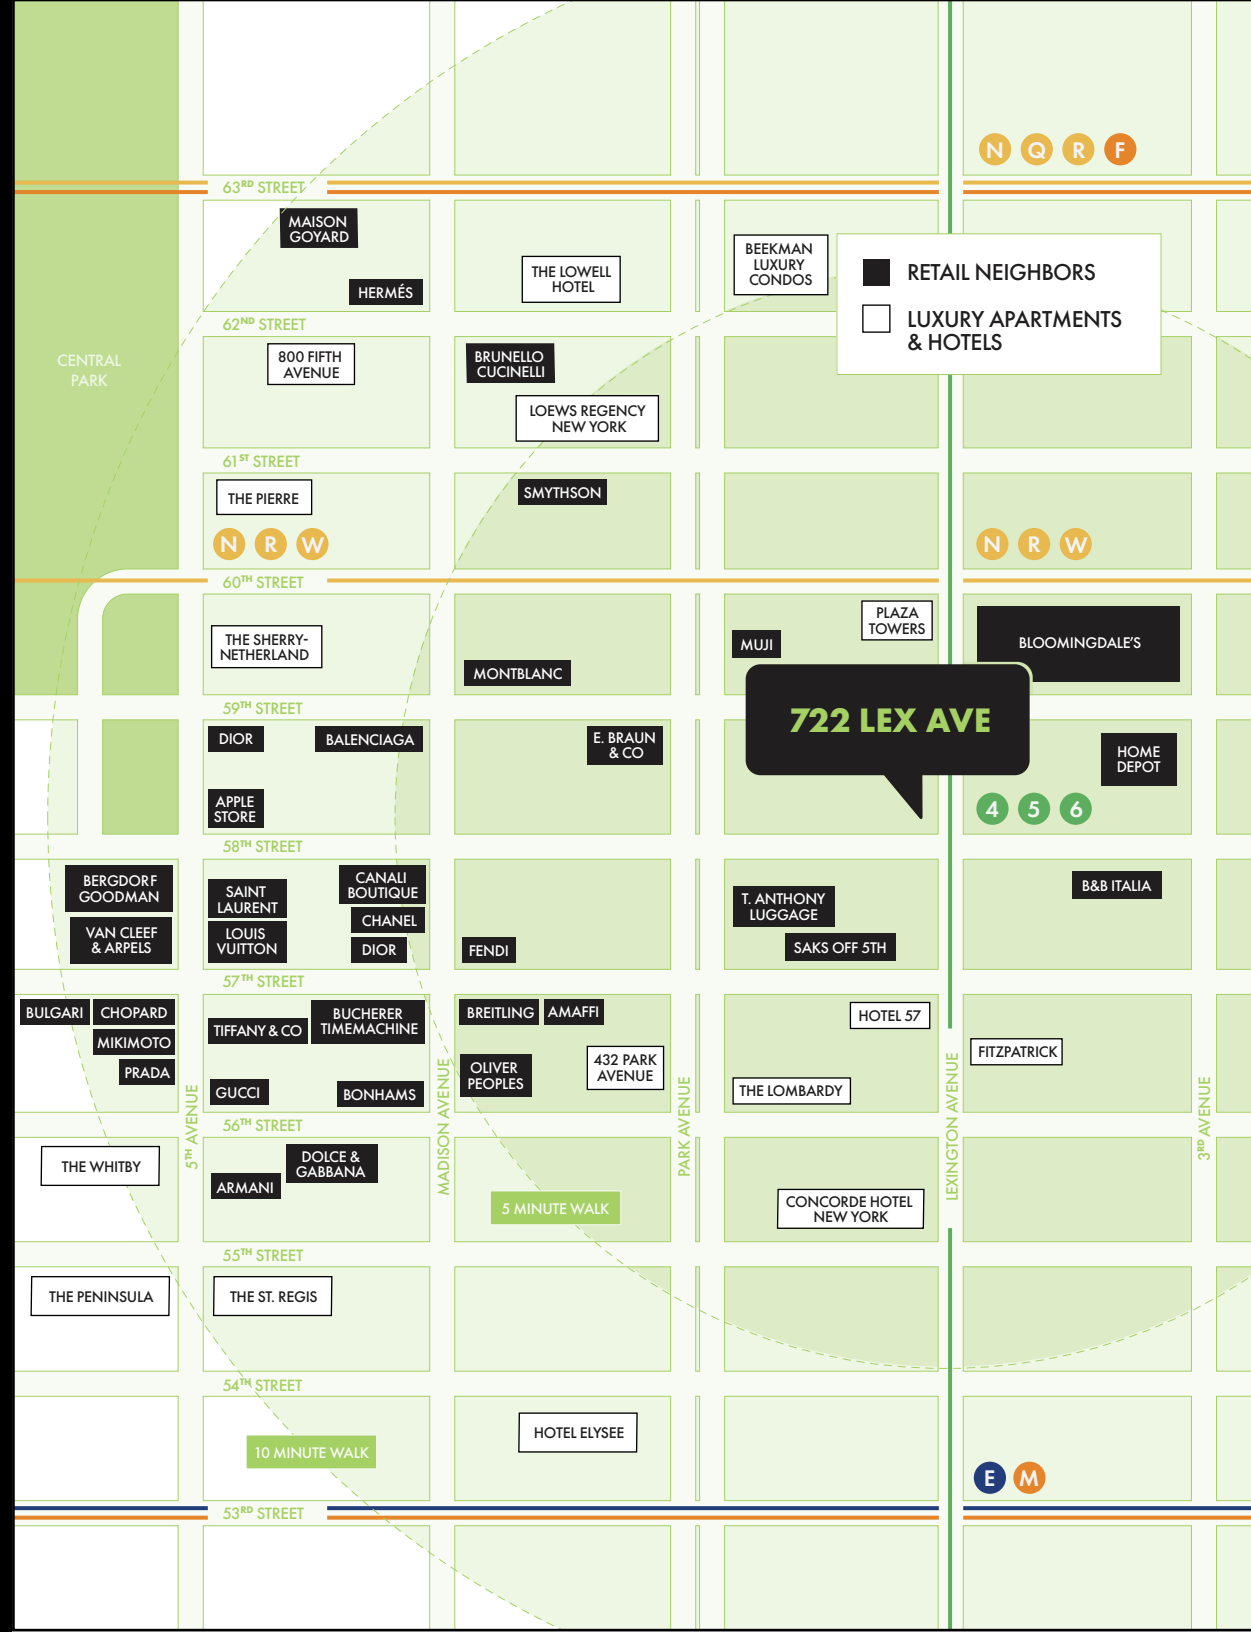 N Q R F
63RD STREET
MAISON
GOYARD
HERMÉS
THE LOWELL
HOTEL
BEEKMAN
LUXURY
CONDOS
RETAIL NEIGHBORS
LUXURY APARTMENTS
& HOTELS
62ND STREET
CENTRAL
PARK
800 FIFTH
AVENUE
BRUNELLO
CUCINELLI
LOEWS REGENCY
NEW YORK
61ST STREET
THE PIERRE
SMYTHSON
N R W
N R W
60TH STREET
THE SHERRY-
NETHERLAND
MONTBLANC
MUJI
PLAZA
TOWERS
BLOOMINGDALE'S
59TH STREET
722 LEX AVE
DIOR
BALENCIAGA
E. BRAUN
& CO
HOME
DEPOT
APPLE
STORE
4 5 6
58TH STREET
BERGDORF
GOODMAN
VAN CLEEF
& ARPELS
SAINT
LAURENT
LOUIS
VUITTON
CANALI
BOUTIQUE
CHANEL
DIOR
FENDI
T. ANTHONY
LUGGAGE
SAKS OFF 5TH
B&B ITALIA
57TH STREET
BULGARI
CHOPARD
MIKIMOTO
PRADA
TIFFANY & CO
BUCHERER
TIMEMACHINE
GUCCI
BONHAMS
BREITLING
AMAFFI
OLIVER
PEOPLES
432 PARK
AVENUE
HOTEL 57
THE LOMBARDY
FITZPATRICK
5TH AVENUE
MADISON AVENUE
PARK AVENUE
LEXINGTON AVENUE
3RD AVENUE
56TH STREET
THE WHITBY
ARMANI
DOLCE &
GABBANA
5 MINUTE WALK
CONCORDE HOTEL
NEW YORK
55TH STREET
THE PENINSULA
THE ST. REGIS
54TH STREET
10 MINUTE WALK
HOTEL ELYSEE
E M
53RD STREET